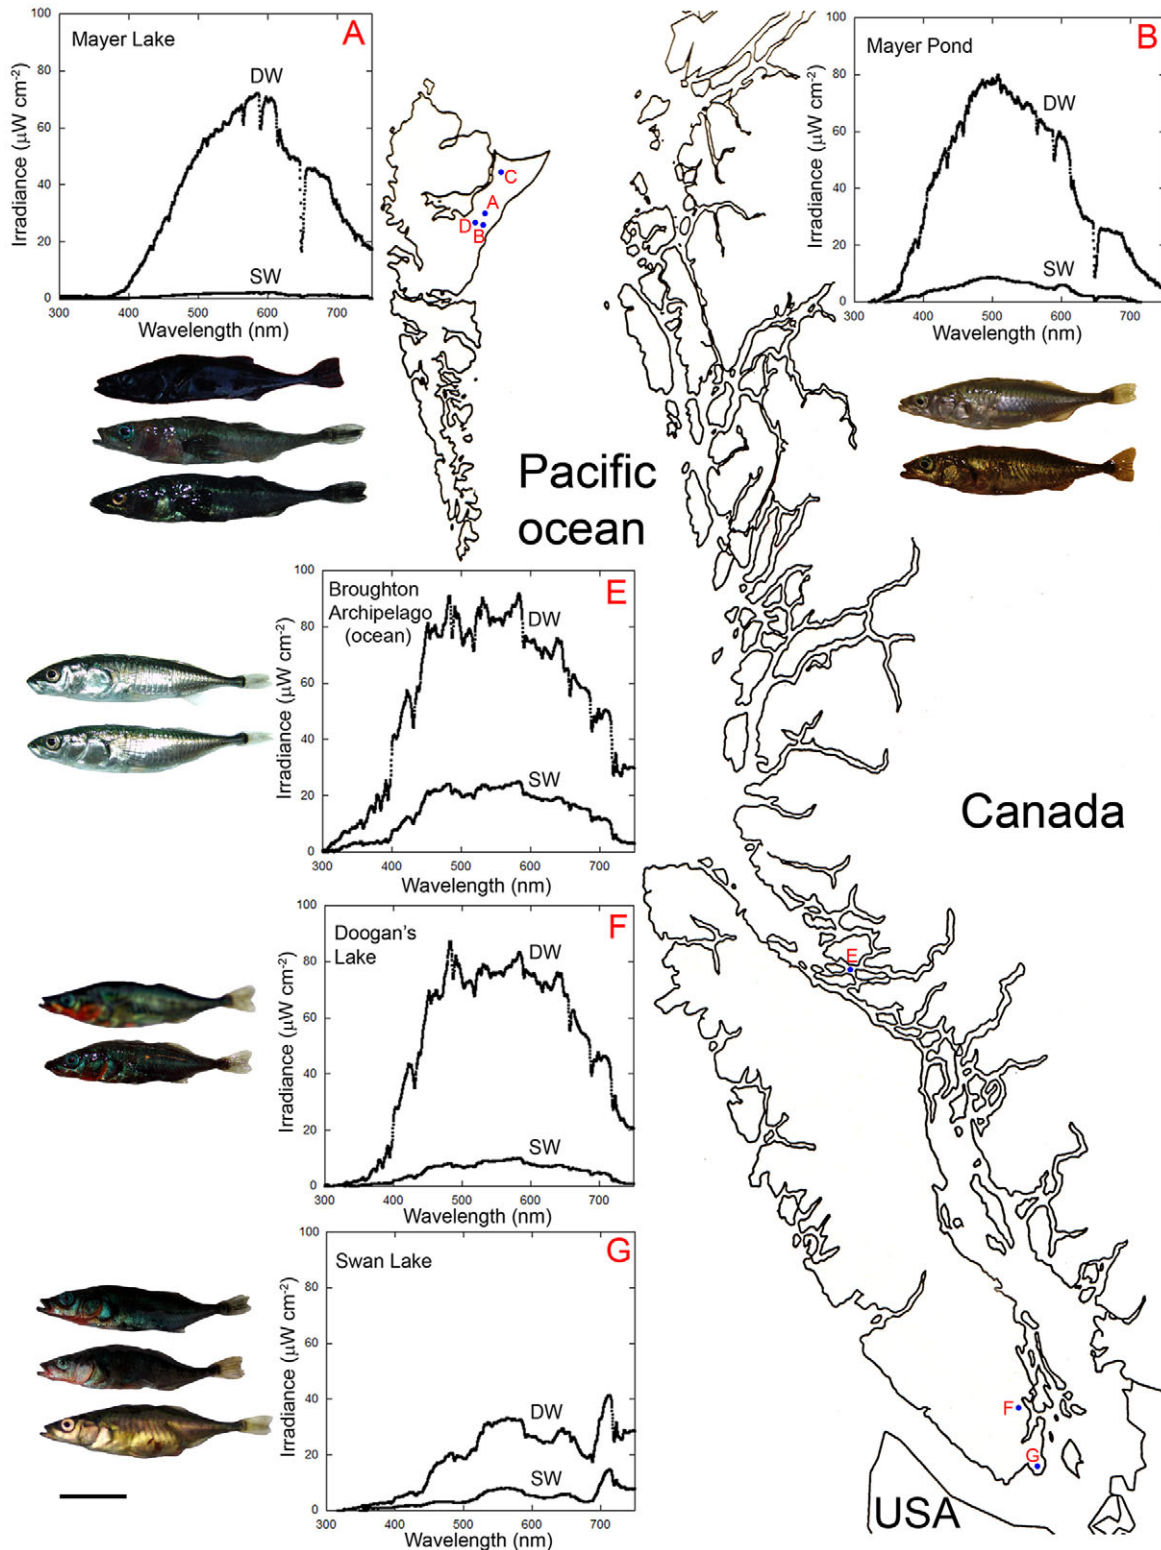 A
Mayer Lake
DW
SW
Irradiance (µW cm-2)
100
80
60
40
20
0
300 400 500 600 700
Wavelength (nm)
B
Mayer Pond
DW
SW
Irradiance (µW cm-2)
100
80
60
40
20
0
300 400 500 600 700
Wavelength (nm)
C
A
D
B
Pacific
ocean
E
Broughton
Archipelago
(ocean)
DW
SW
Irradiance (µW cm-2)
100
80
60
40
20
0
300 400 500 600 700
Wavelength (nm)
Canada
E
F
Doogan's
Lake
DW
SW
Irradiance (µW cm-2)
100
80
60
40
20
0
300 400 500 600 700
Wavelength (nm)
G
Swan Lake
DW
SW
Irradiance (µW cm-2)
100
80
60
40
20
0
300 400 500 600 700
Wavelength (nm)
F
G
USA